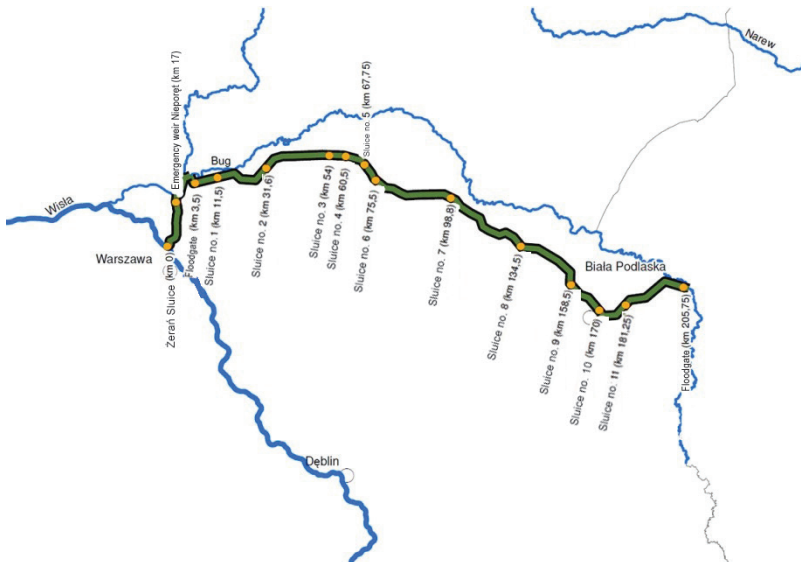 Narew
Emergency weir Nieporęt (km 17)
Sluice no. 5 (km 67,75)
Bug
Wisła
Warszawa
Żerań Sluice (km 0)
Floodgate (km 3,5)
Sluice no. 1 (km 11,5)
Sluice no. 2 (km 31,6)
Sluice no. 3 (km 54)
Sluice no. 4 (km 60,5)
Sluice no. 6 (km 75,5)
Sluice no. 7 (km 98,8)
Sluice no. 8 (km 134,5)
Biała Podlaska
Sluice no. 9 (km 158,5)
Sluice no. 10 (km 170)
Sluice no. 11 (km 181,25)
Floodgate (km 205,75)
Dęblin